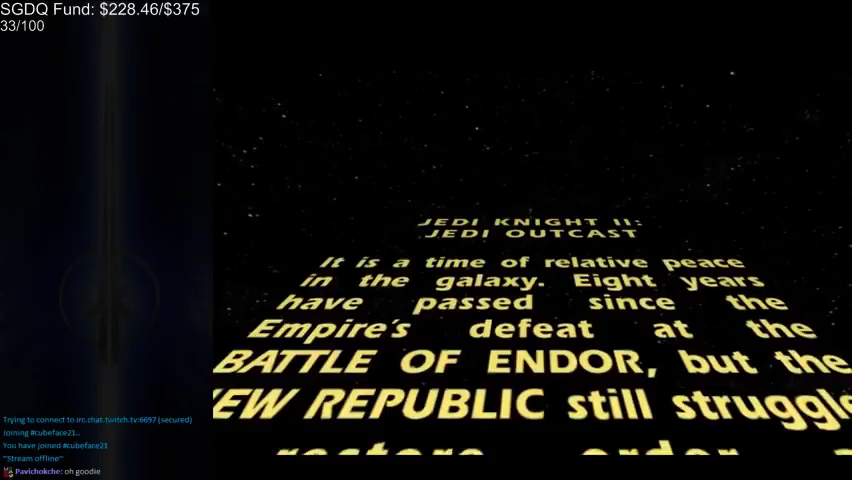 SGDQ Fund: $228.46/$375
33/100
JEDI KNIGHT II:
JEDI OUTCAST
It is a time of relative peace
in the galaxy. Eight years
have passed since the
Empire's defeat at the
BATTLE OF ENDOR, but the
EW REPUBLIC still struggle
restore order a
Trying to connect to irc.chat.twitch.tv:6697 (secured)
Joining #cubeface21..
You have joined #cubeface21
~Stream offline~
Pavichokche: oh goodie